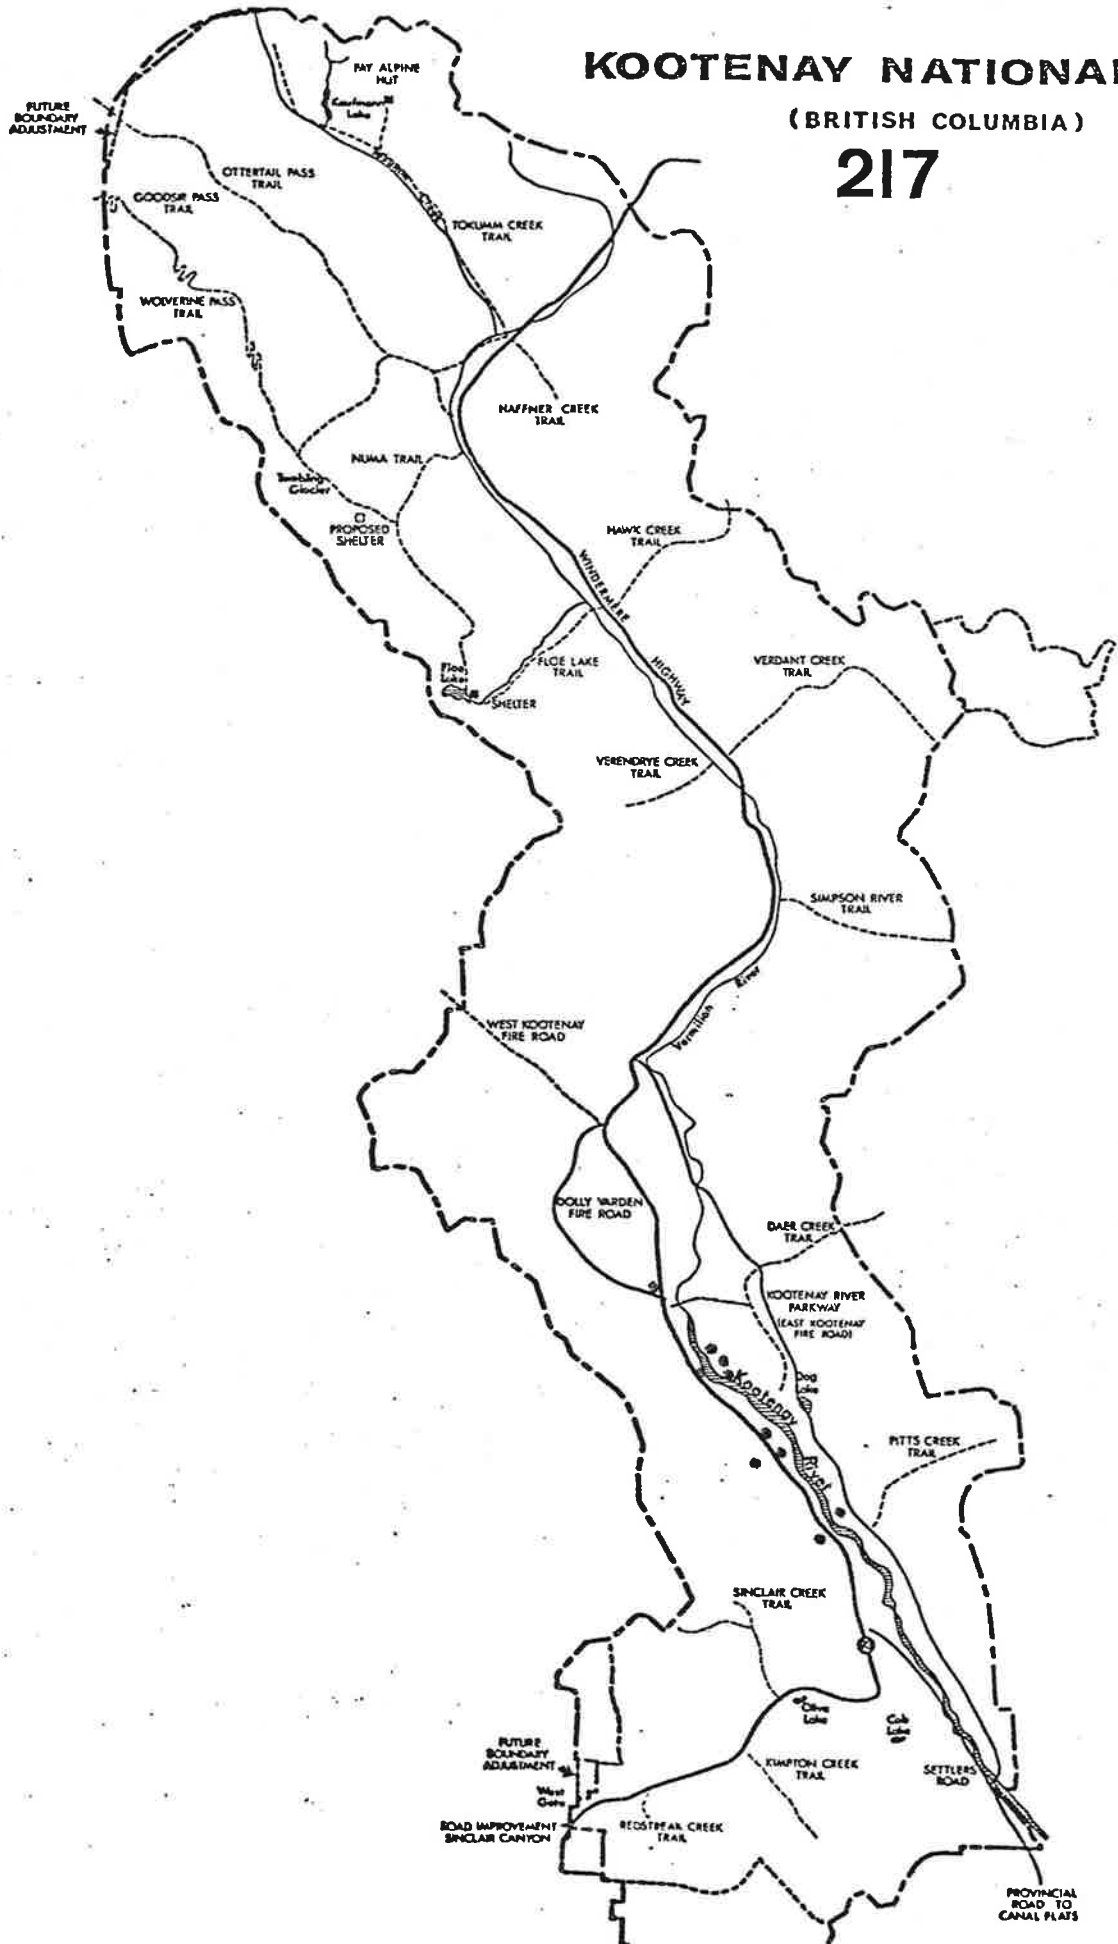 KOOTENAY NATIONAL
(BRITISH COLUMBIA)
217
FUTURE
BOUNDARY
ADJUSTMENT
FAY ALPINE
HUT
Kaufmann
Lake
OTTERTAIL PASS
TRAIL
GOODSIR PASS
TRAIL
TOKUMM CREEK
TRAIL
WOLVERINE PASS
TRAIL
HAFFNER CREEK
TRAIL
NUMA TRAIL
Tumbling
Glacier
PROPOSED
SHELTER
HAWK CREEK
TRAIL
WINDERMERE
HIGHWAY
Floe
Lake
FLOE LAKE
TRAIL
SHELTER
VERDANT CREEK
TRAIL
VERENDRYE CREEK
TRAIL
SIMPSON RIVER
TRAIL
Vermilion River
WEST KOOTENAY
FIRE ROAD
DOLLY VARDEN
FIRE ROAD
DAER CREEK
TRAIL
KOOTENAY RIVER
PARKWAY
(EAST KOOTENAY
FIRE ROAD)
Dog
Lake
Kootenay
River
PITTS CREEK
TRAIL
SINCLAIR CREEK
TRAIL
Olive
Lake
Cob
Lake
FUTURE
BOUNDARY
ADJUSTMENT
West
Gate
KIMPTON CREEK
TRAIL
SETTLERS
ROAD
ROAD IMPROVEMENT
SINCLAIR CANYON
REDSTREAK CREEK
TRAIL
PROVINCIAL
ROAD TO
CANAL FLATS